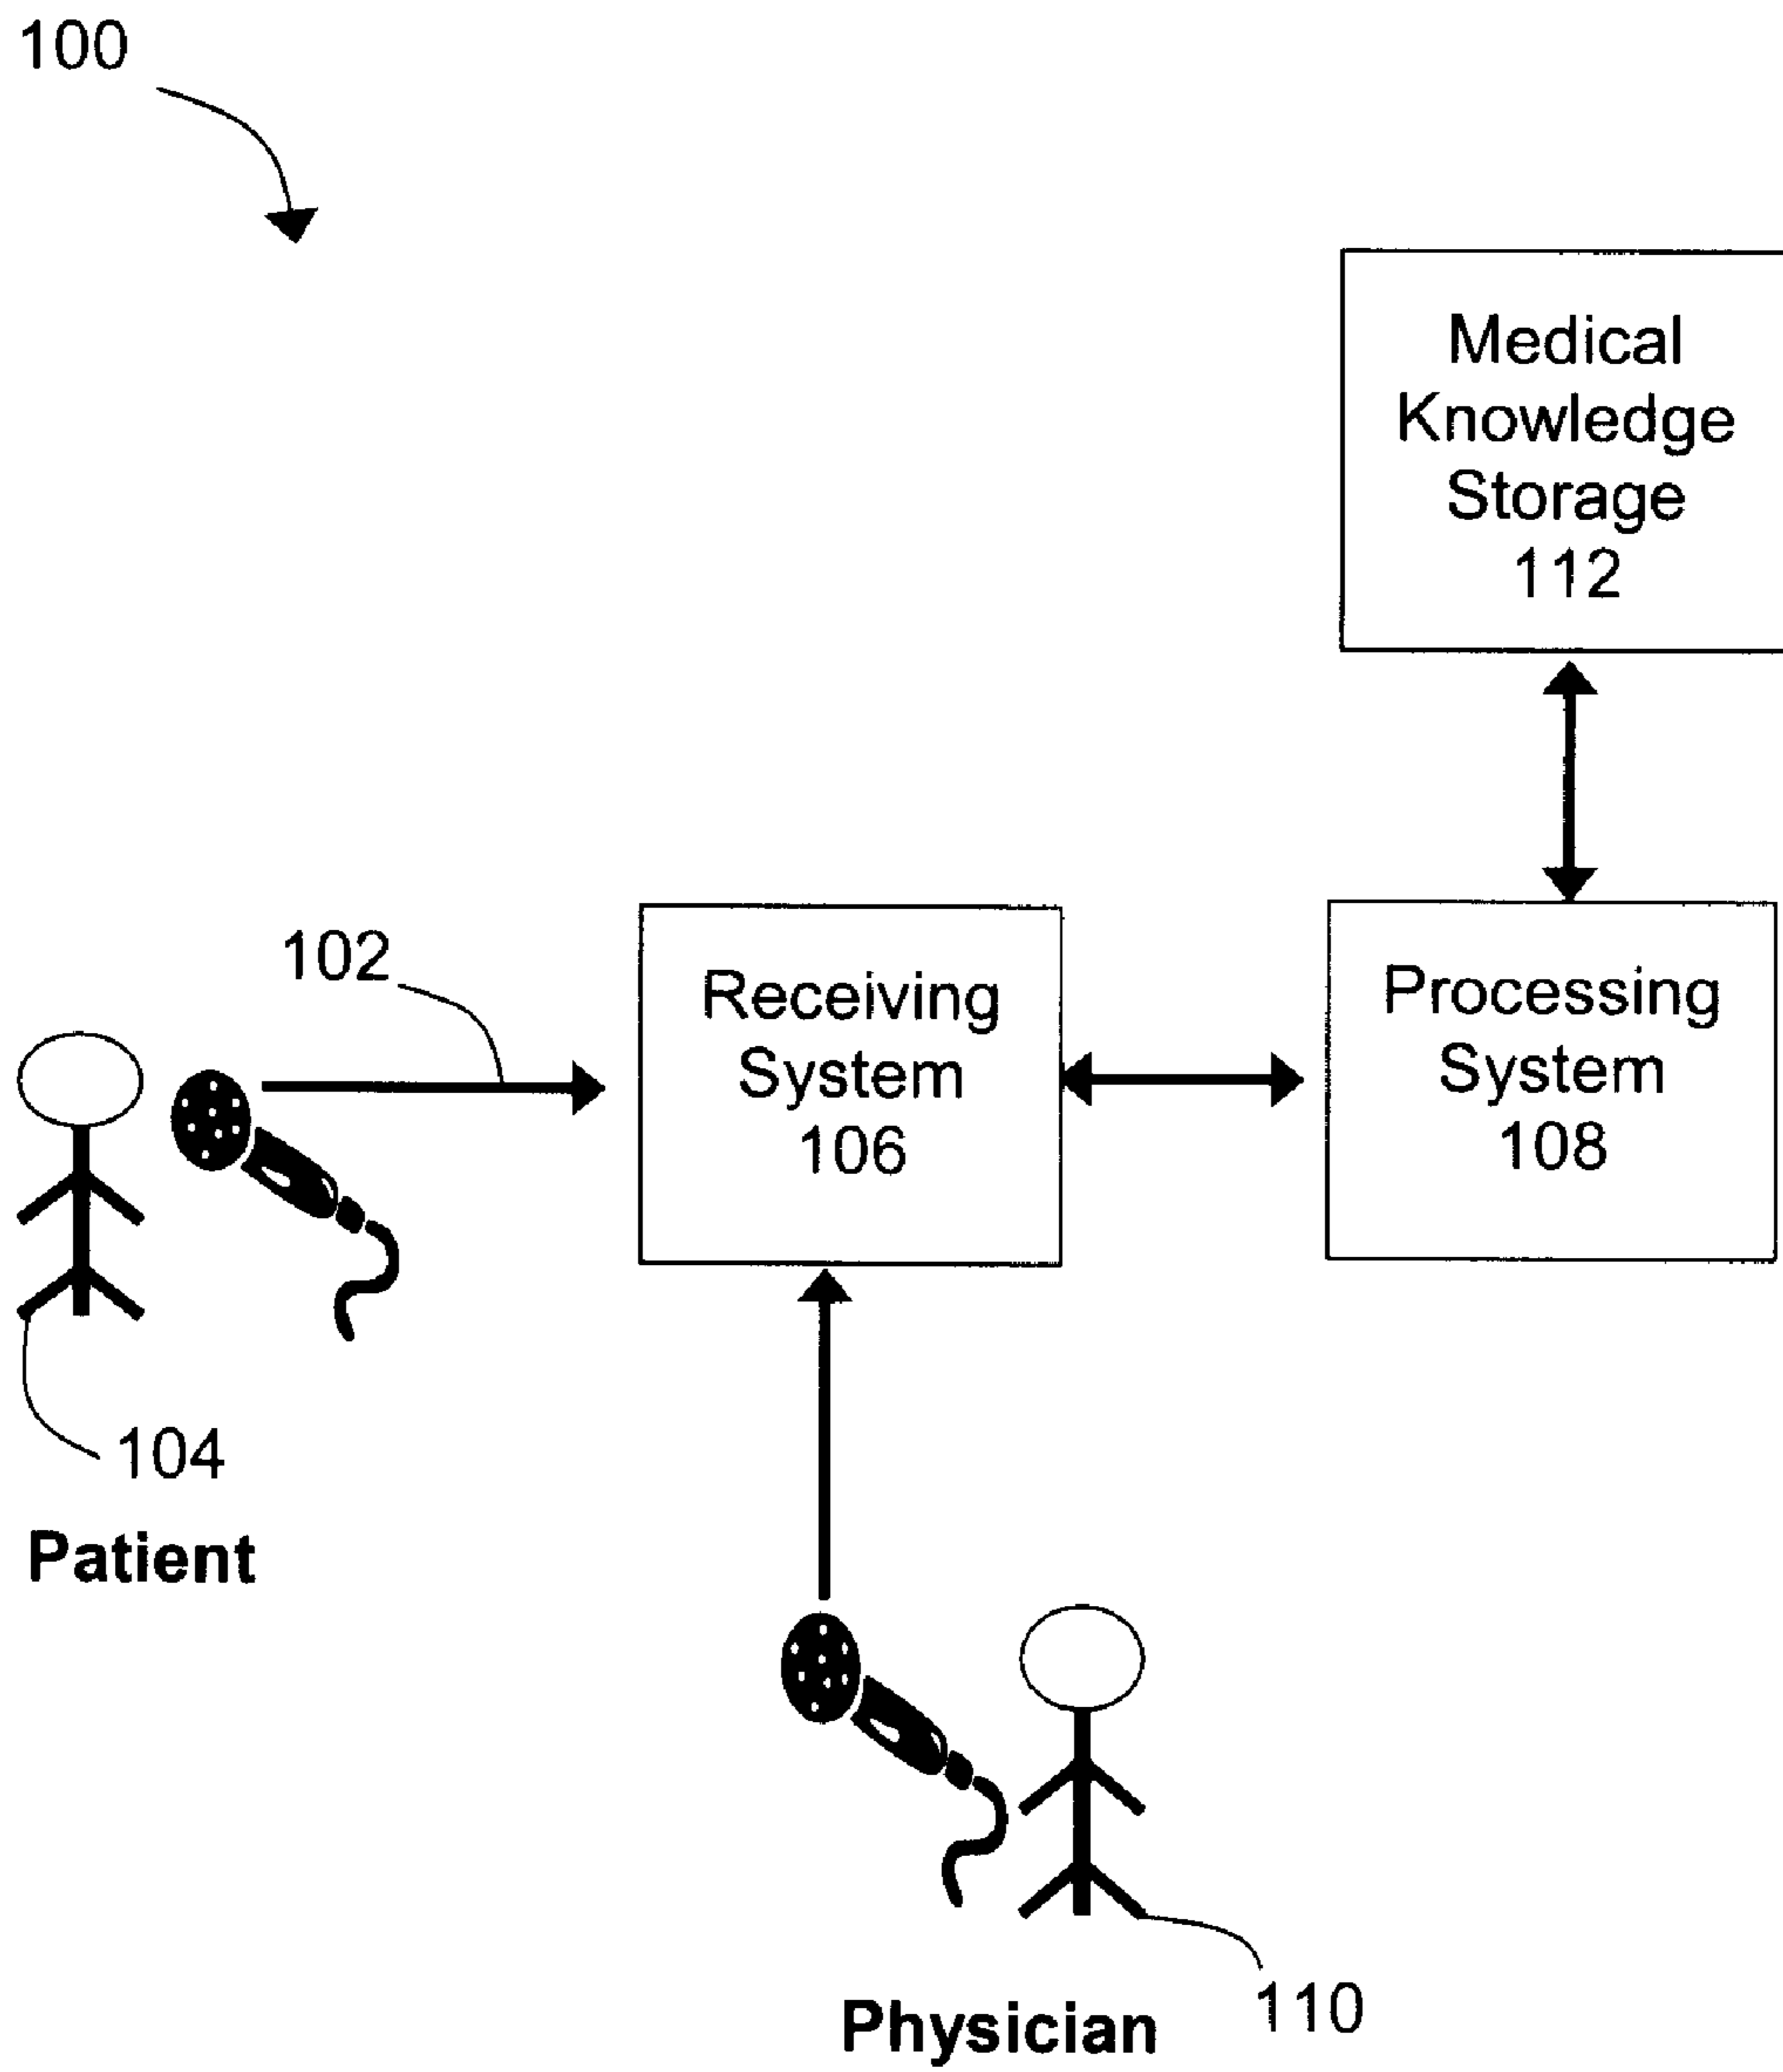 100
Medical
Knowledge
Storage
112
102
Receiving
System
106
Processing
System
108
104
Patient
110
Physician